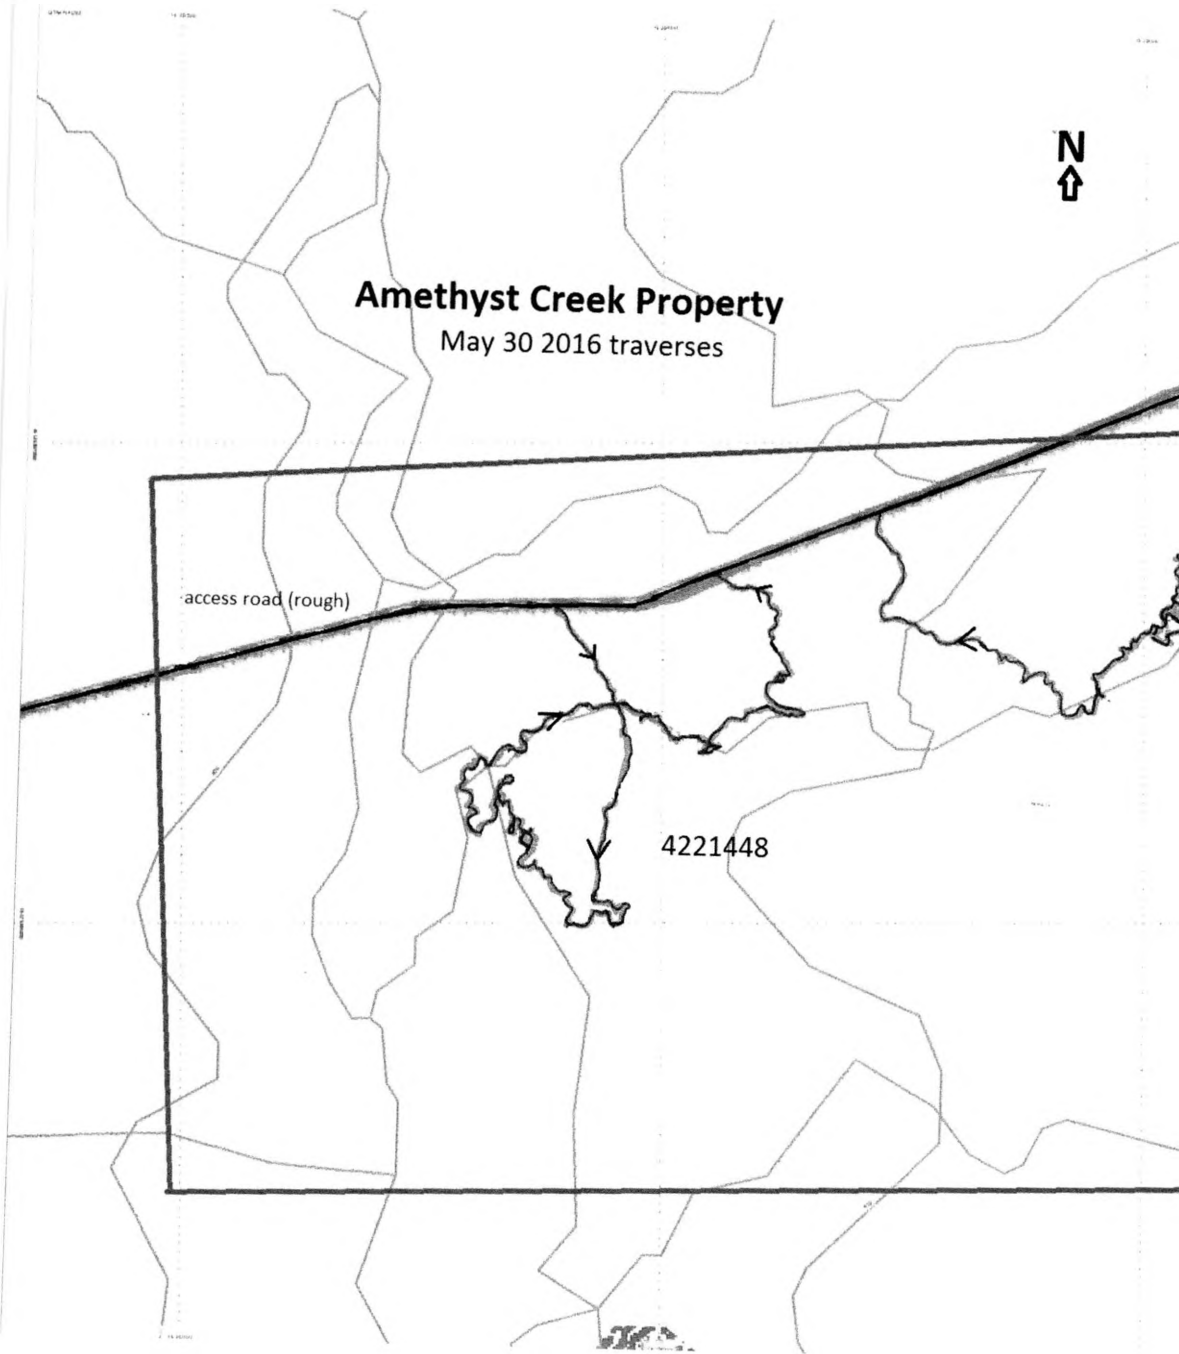 N
Amethyst Creek Property
May 30 2016 traverses
access road (rough)
4221448